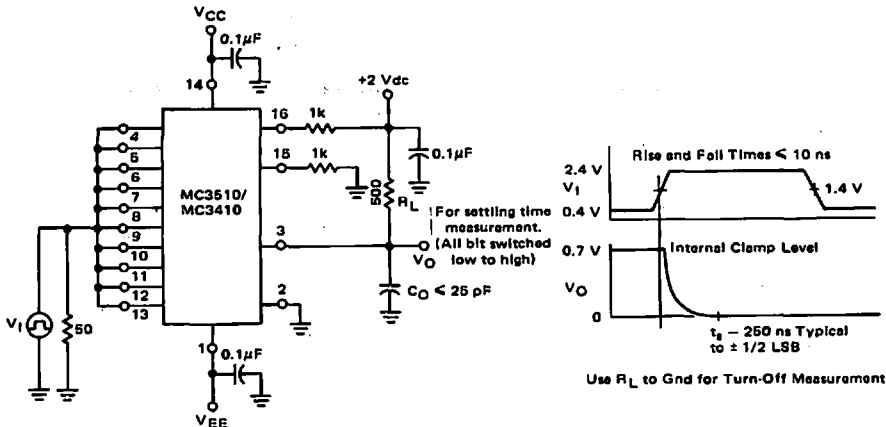 VCC
0.1μF
14
+2 Vdc
16
1k
4
5
6
7
8
9
10
11
12
13
15
1k
0.1μF
MC3510/
MC3410
500
RL
For settling time
measurement.
(All bit switched
low to high)
3
VO
2
CO ≤ 25 pF
VI
50
1
0.1μF
VEE
Rise and Fall Times ≤ 10 ns
2.4 V
VI
1.4 V
0.4 V
0.7 V
Internal Clamp Level
VO
0
ts – 250 ns Typical
to ± 1/2 LSB
Use RL to Gnd for Turn-Off Measurement